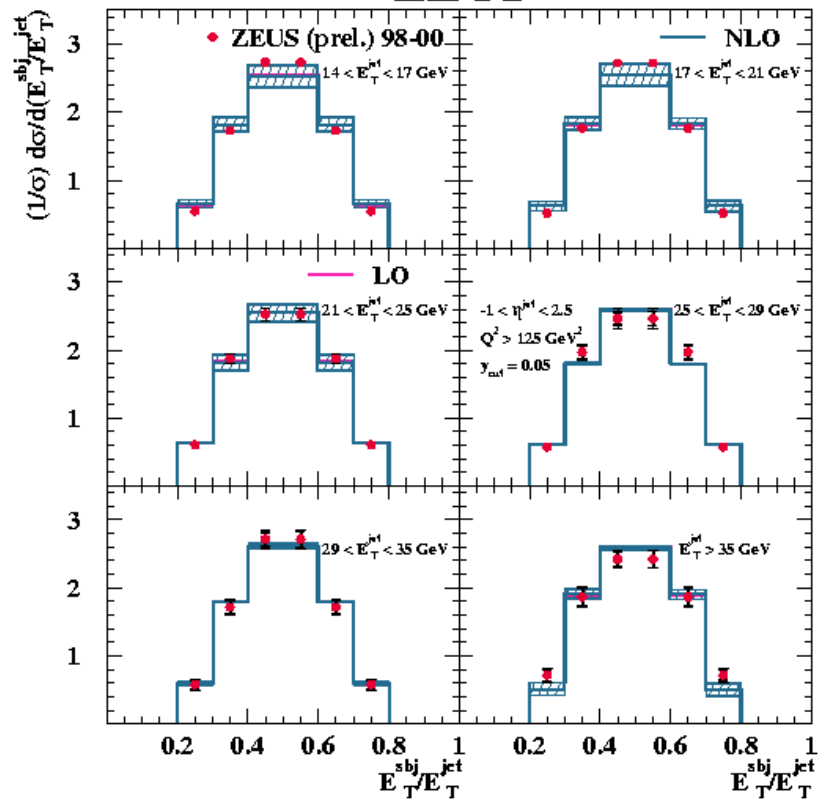 ZEUS (prel.) 98-00
NLO
14 < E_T^jet < 17 GeV
17 < E_T^jet < 21 GeV
(1/σ) dσ/d(E_T^sbj/E_T^jet)
3
2
1
LO
21 < E_T^jet < 25 GeV
-1 < η^jet < 2.5
25 < E_T^jet < 29 GeV
Q^2 > 125 GeV^2
y_cut = 0.05
3
2
1
29 < E_T^jet < 35 GeV
E_T^jet > 35 GeV
3
2
1
0.2 0.4 0.6 0.8 1 0.2 0.4 0.6 0.8 1
E_T^sbj/E_T^jet E_T^sbj/E_T^jet